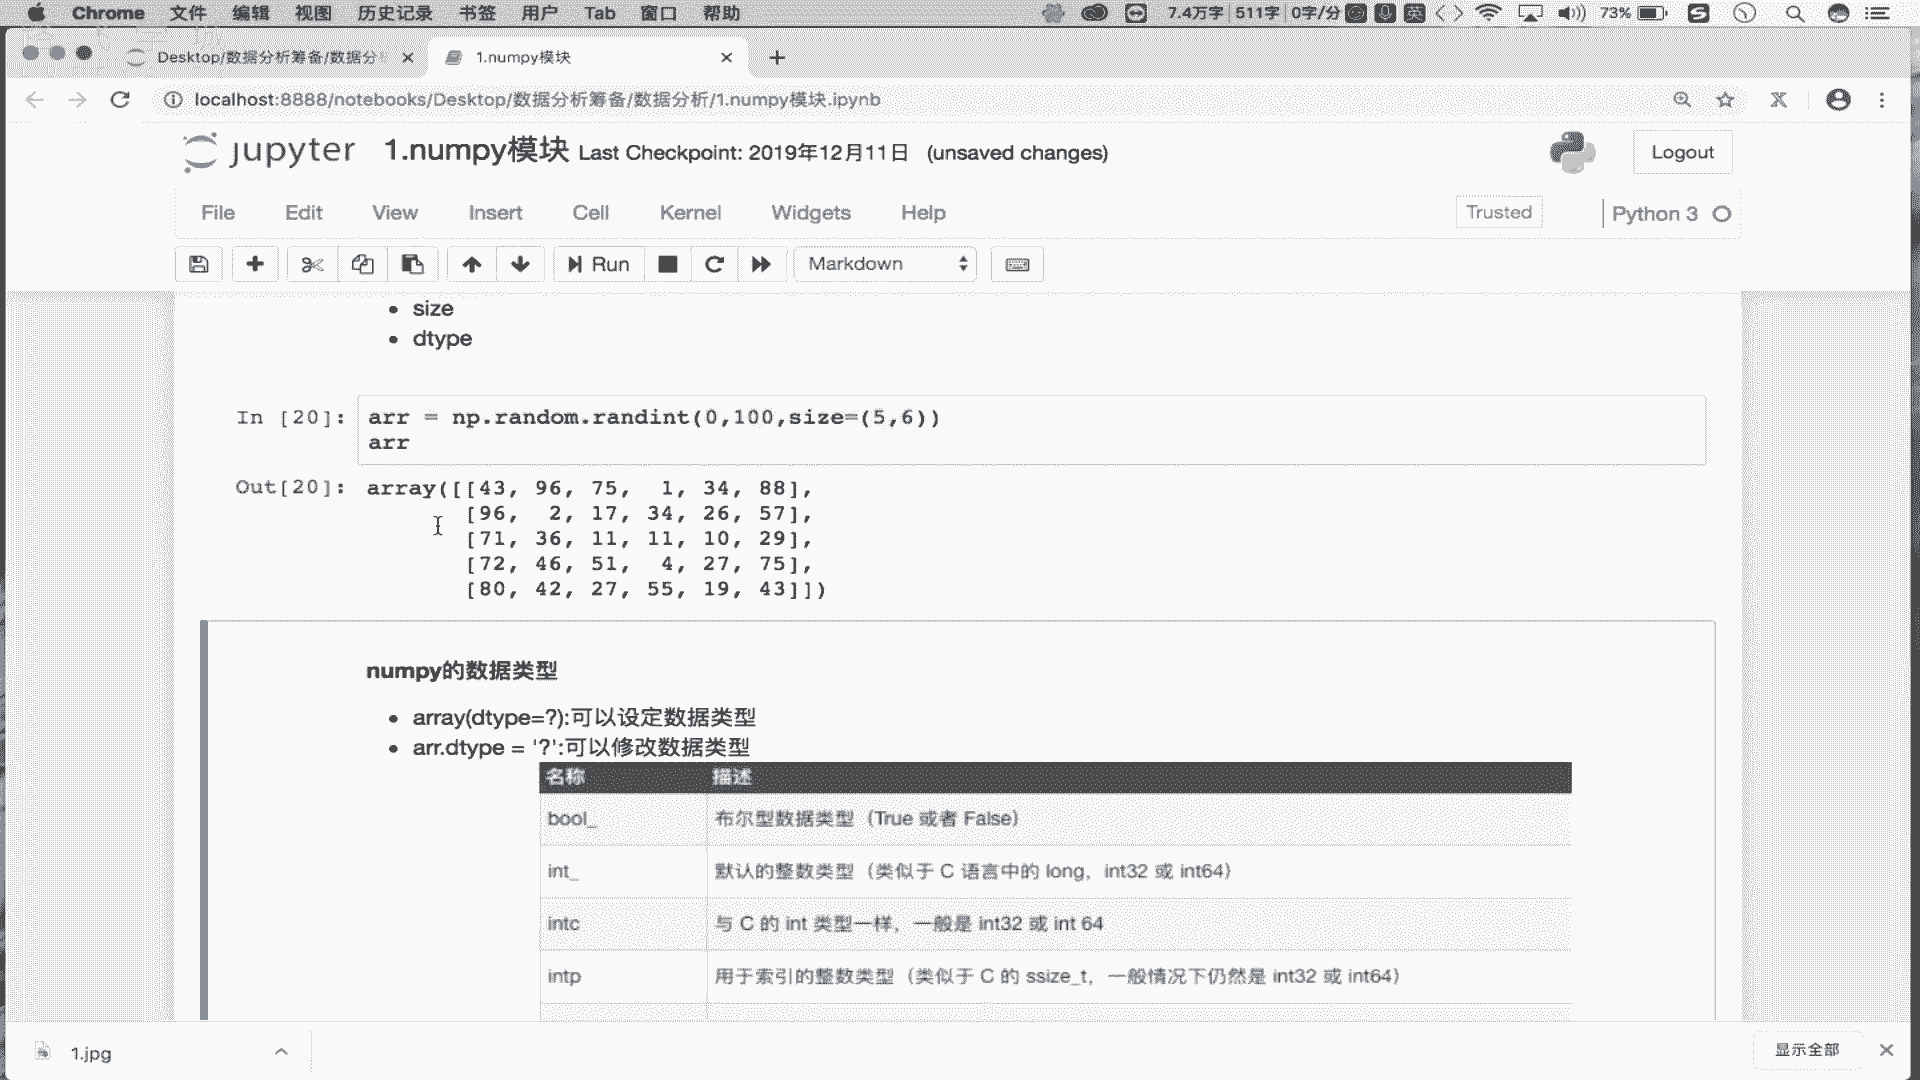 Chrome 文件 编辑 视图 历史记录 书签 用户 Tab 窗口 帮助 7.4万字 511字 0字/分 英 73%
Desktop/数据分析筹备/数据分析 1.numpy模块
localhost:8888/notebooks/Desktop/数据分析筹备/数据分析/1.numpy模块.ipynb
jupyter 1.numpy模块 Last Checkpoint: 2019年12月11日 (unsaved changes) Logout
File Edit View Insert Cell Kernel Widgets Help Trusted Python 3
Run Markdown
size
dtype
In [20]: arr = np.random.randint(0,100,size=(5,6))
arr
Out[20]: array([[43, 96, 75, 1, 34, 88],
[96, 2, 17, 34, 26, 57],
[71, 36, 11, 11, 10, 29],
[72, 46, 51, 4, 27, 75],
[80, 42, 27, 55, 19, 43]])
numpy的数据类型
array(dtype=?):可以设定数据类型
arr.dtype = '?':可以修改数据类型
名称 描述
bool_ 布尔型数据类型（True 或者 False）
int_ 默认的整数类型（类似于 C 语言中的 long，int32 或 int64）
intc 与 C 的 int 类型一样，一般是 int32 或 int 64
intp 用于索引的整数类型（类似于 C 的 ssize_t，一般情况下仍然是 int32 或 int64）
1.jpg 显示全部